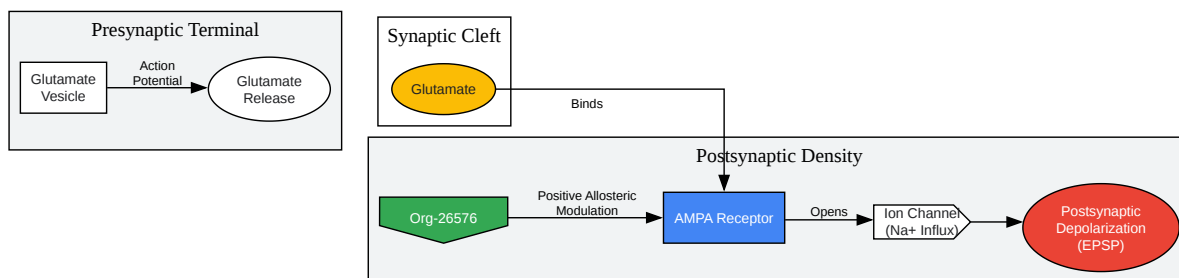 Presynaptic Terminal
Glutamate
Vesicle
Action
Potential
Glutamate
Release
Synaptic Cleft
Glutamate
Binds
Postsynaptic Density
Org-26576
Positive Allosteric
Modulation
AMPA Receptor
Opens
Ion Channel
(Na+ Influx)
Postsynaptic
Depolarization
(EPSP)